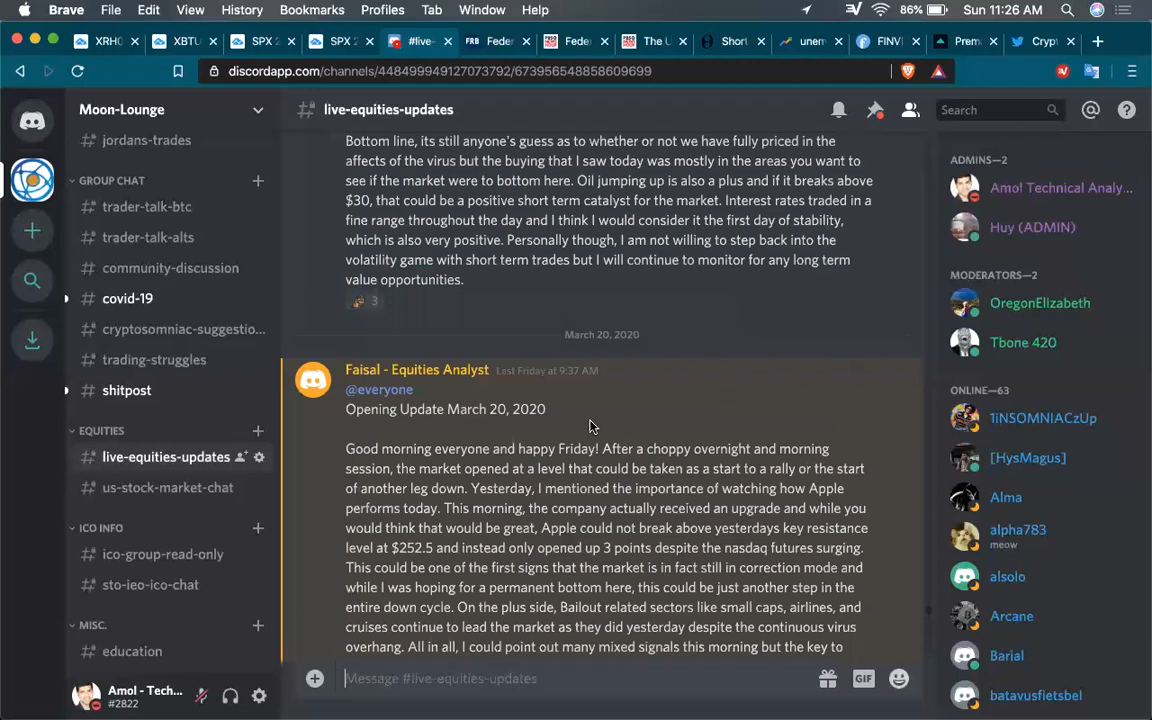 Brave File Edit View History Bookmarks Profiles Tab Window Help
86% Sun 11:26 AM
XRH0 XBTU SPX 2 SPX 2 #live- Feder Feder The U Short unem FINVI Prem Crypt
discordapp.com/channels/448499949127073792/673956548858609699
Moon-Lounge
live-equities-updates
Search
jordans-trades
GROUP CHAT
trader-talk-btc
trader-talk-alts
community-discussion
covid-19
cryptosomniac-suggestio...
trading-struggles
shitpost
EQUITIES
live-equities-updates
us-stock-market-chat
ICO INFO
ico-group-read-only
sto-ieo-ico-chat
MISC.
education
Amol - Tech...
#2822
Bottom line, its still anyone's guess as to whether or not we have fully priced in the
affects of the virus but the buying that I saw today was mostly in the areas you want to
see if the market were to bottom here. Oil jumping up is also a plus and if it breaks above
$30, that could be a positive short term catalyst for the market. Interest rates traded in a
fine range throughout the day and I think I would consider it the first day of stability,
which is also very positive. Personally though, I am not willing to step back into the
volatility game with short term trades but I will continue to monitor for any long term
value opportunities.
3
March 20, 2020
Faisal - Equities Analyst Last Friday at 9:37 AM
@everyone
Opening Update March 20, 2020
Good morning everyone and happy Friday! After a choppy overnight and morning
session, the market opened at a level that could be taken as a start to a rally or the start
of another leg down. Yesterday, I mentioned the importance of watching how Apple
performs today. This morning, the company actually received an upgrade and while you
would think that would be great, Apple could not break above yesterdays key resistance
level at $252.5 and instead only opened up 3 points despite the nasdaq futures surging.
This could be one of the first signs that the market is in fact still in correction mode and
while I was hoping for a permanent bottom here, this could be just another step in the
entire down cycle. On the plus side, Bailout related sectors like small caps, airlines, and
cruises continue to lead the market as they did yesterday despite the continuous virus
overhang. All in all, I could point out many mixed signals this morning but the key to
Message #live-equities-updates
GIF
ADMINS—2
Amol Technical Analy...
Huy (ADMIN)
MODERATORS—2
OregonElizabeth
Tbone 420
ONLINE—63
1iNSOMNIACzUp
[HysMagus]
Alma
alpha783
meow
alsolo
Arcane
Barial
batavusfietsbel